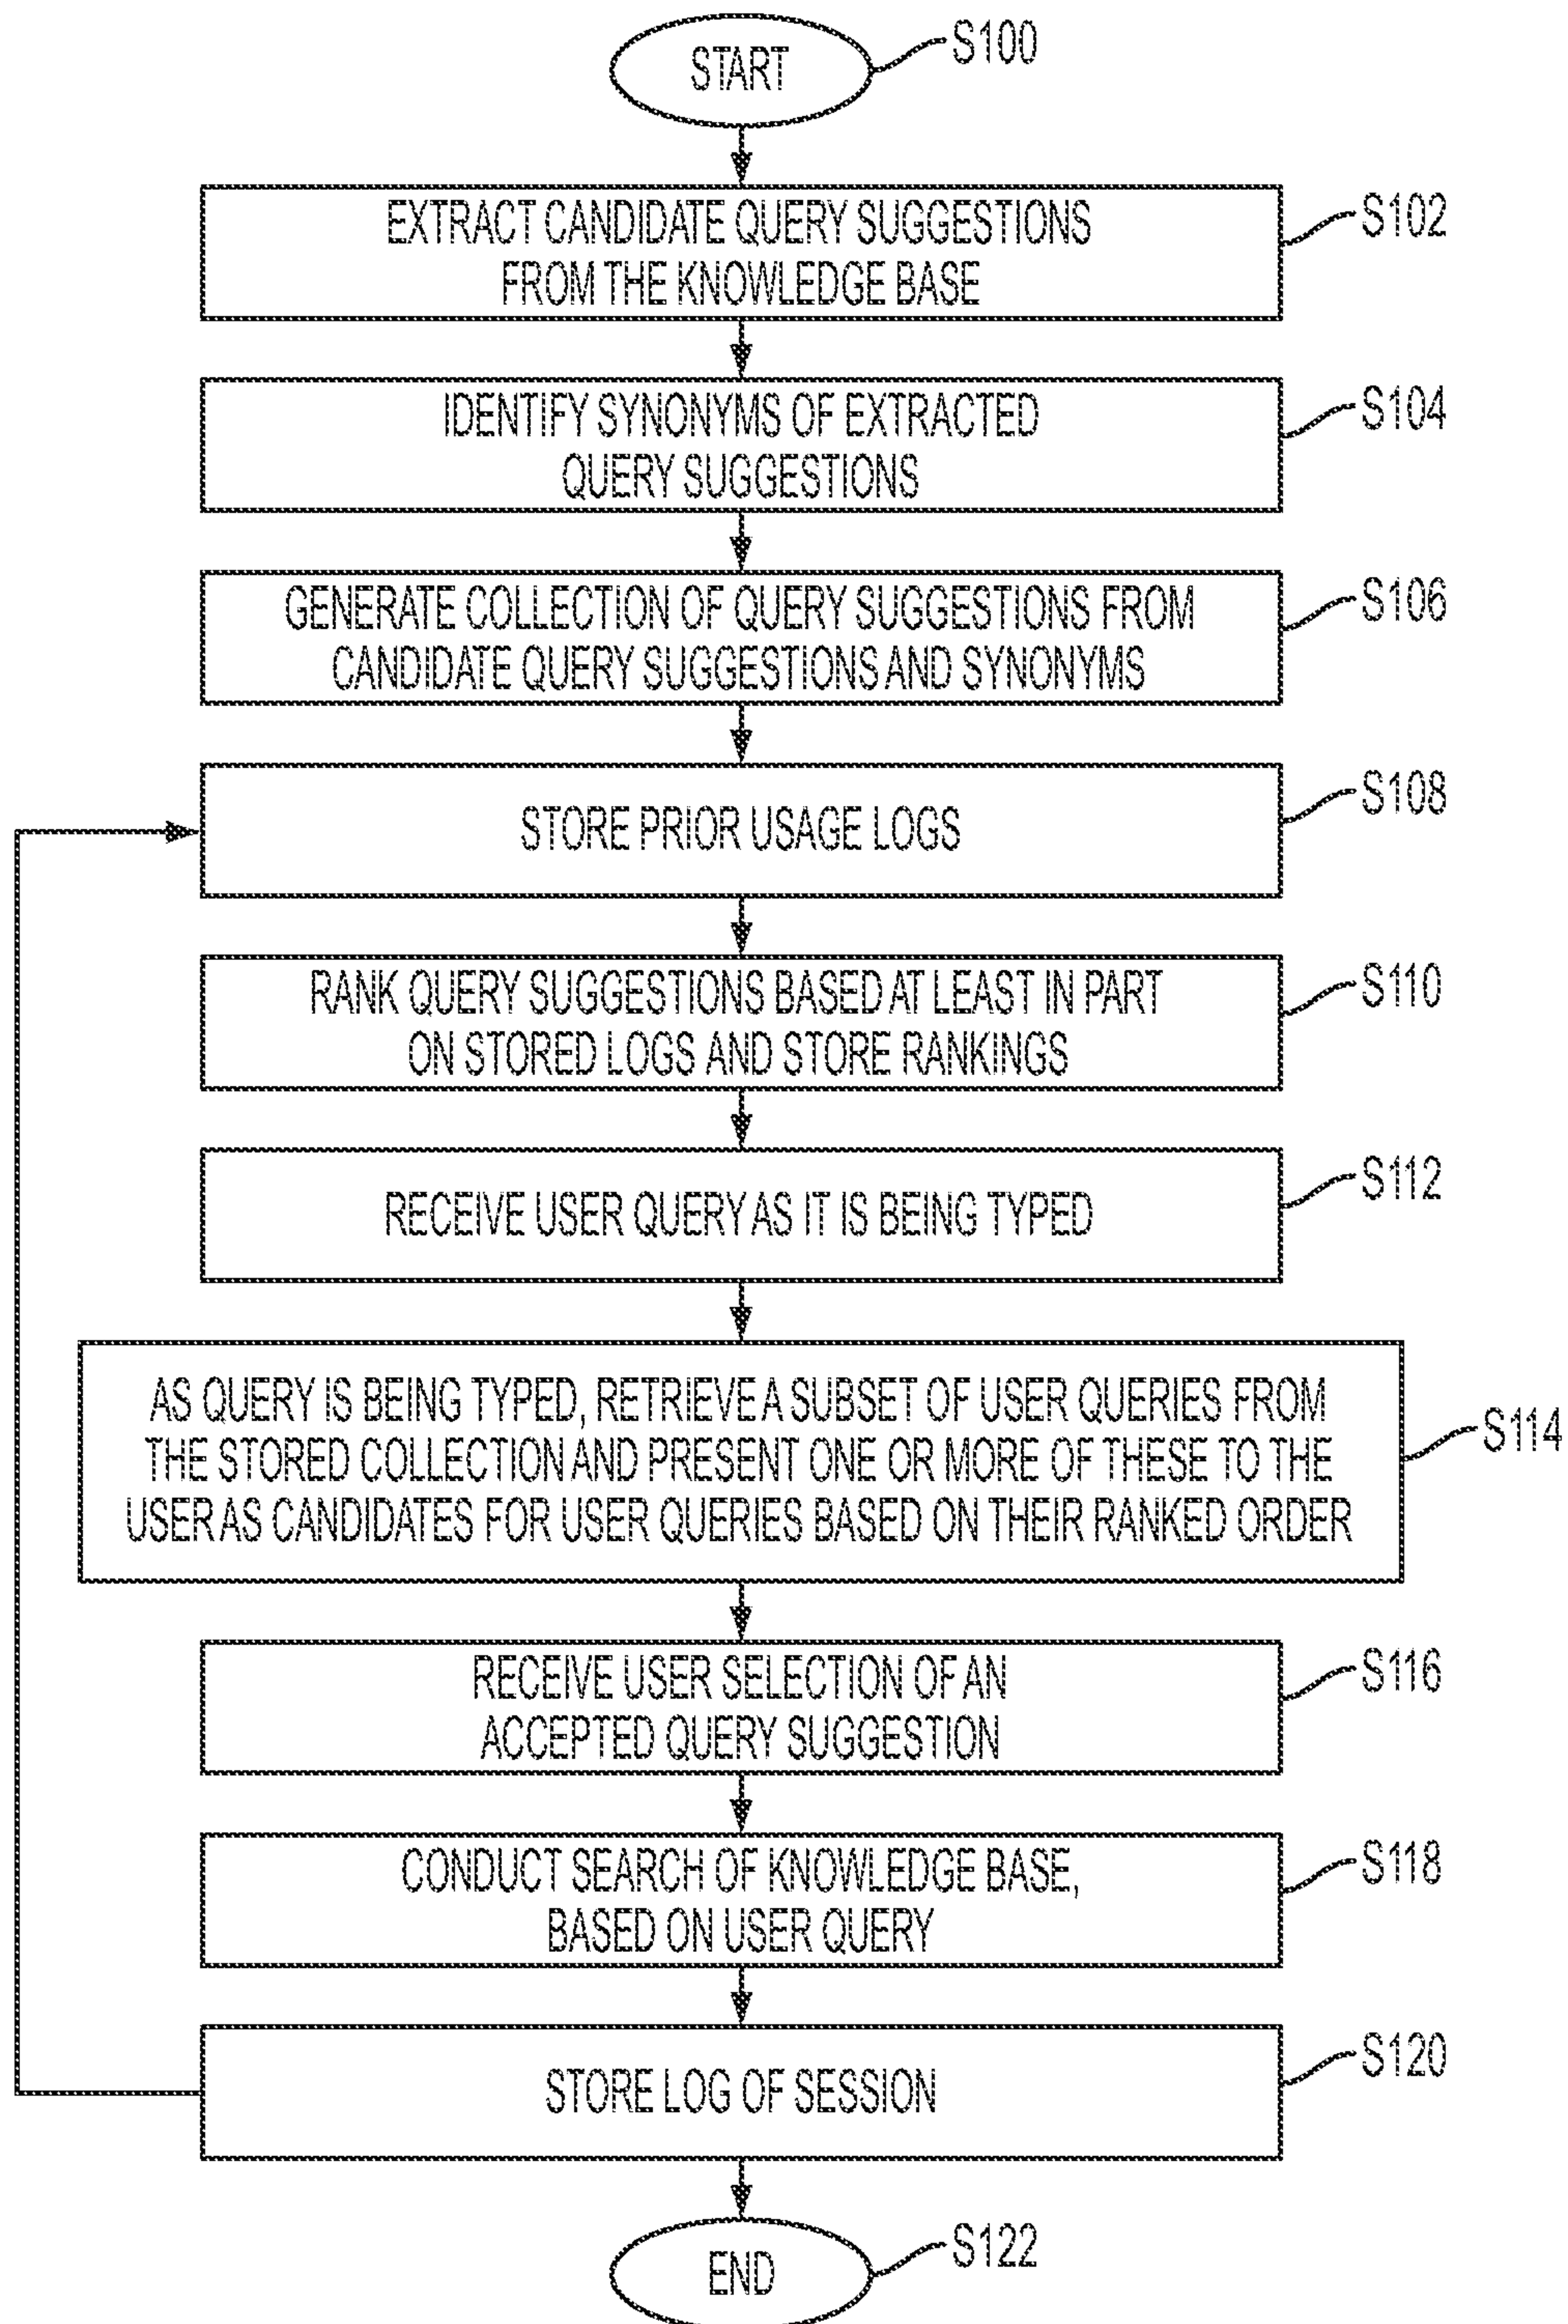 START
S100
EXTRACT CANDIDATE QUERY SUGGESTIONS
FROM THE KNOWLEDGE BASE
S102
IDENTIFY SYNONYMS OF EXTRACTED
QUERY SUGGESTIONS
S104
GENERATE COLLECTION OF QUERY SUGGESTIONS FROM
CANDIDATE QUERY SUGGESTIONS AND SYNONYMS
S106
STORE PRIOR USAGE LOGS
S108
RANK QUERY SUGGESTIONS BASED AT LEAST IN PART
ON STORED LOGS AND STORE RANKINGS
S110
RECEIVE USER QUERY AS IT IS BEING TYPED
S112
AS QUERY IS BEING TYPED, RETRIEVE A SUBSET OF USER QUERIES FROM
THE STORED COLLECTION AND PRESENT ONE OR MORE OF THESE TO THE
USER AS CANDIDATES FOR USER QUERIES BASED ON THEIR RANKED ORDER
S114
RECEIVE USER SELECTION OF AN
ACCEPTED QUERY SUGGESTION
S116
CONDUCT SEARCH OF KNOWLEDGE BASE,
BASED ON USER QUERY
S118
STORE LOG OF SESSION
S120
END
S122